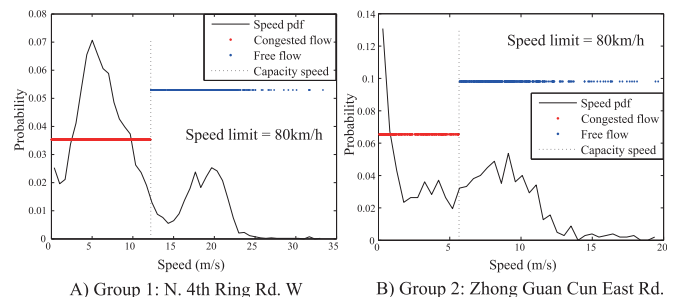 0.08
0.07
0.06
0.05
0.04
0.03
0.02
0.01
0
Probability
0
5
10
15
20
25
30
35
Speed (m/s)
Speed pdf
Congested flow
Free flow
Capacity speed
Speed limit = 80km/h
A) Group 1: N. 4th Ring Rd. W
0.14
0.12
0.1
0.08
0.06
0.04
0.02
0
Probability
0
5
10
15
20
Speed (m/s)
Speed limit = 80km/h
Speed pdf
Congested flow
Free flow
Capacity speed
B) Group 2: Zhong Guan Cun East Rd.